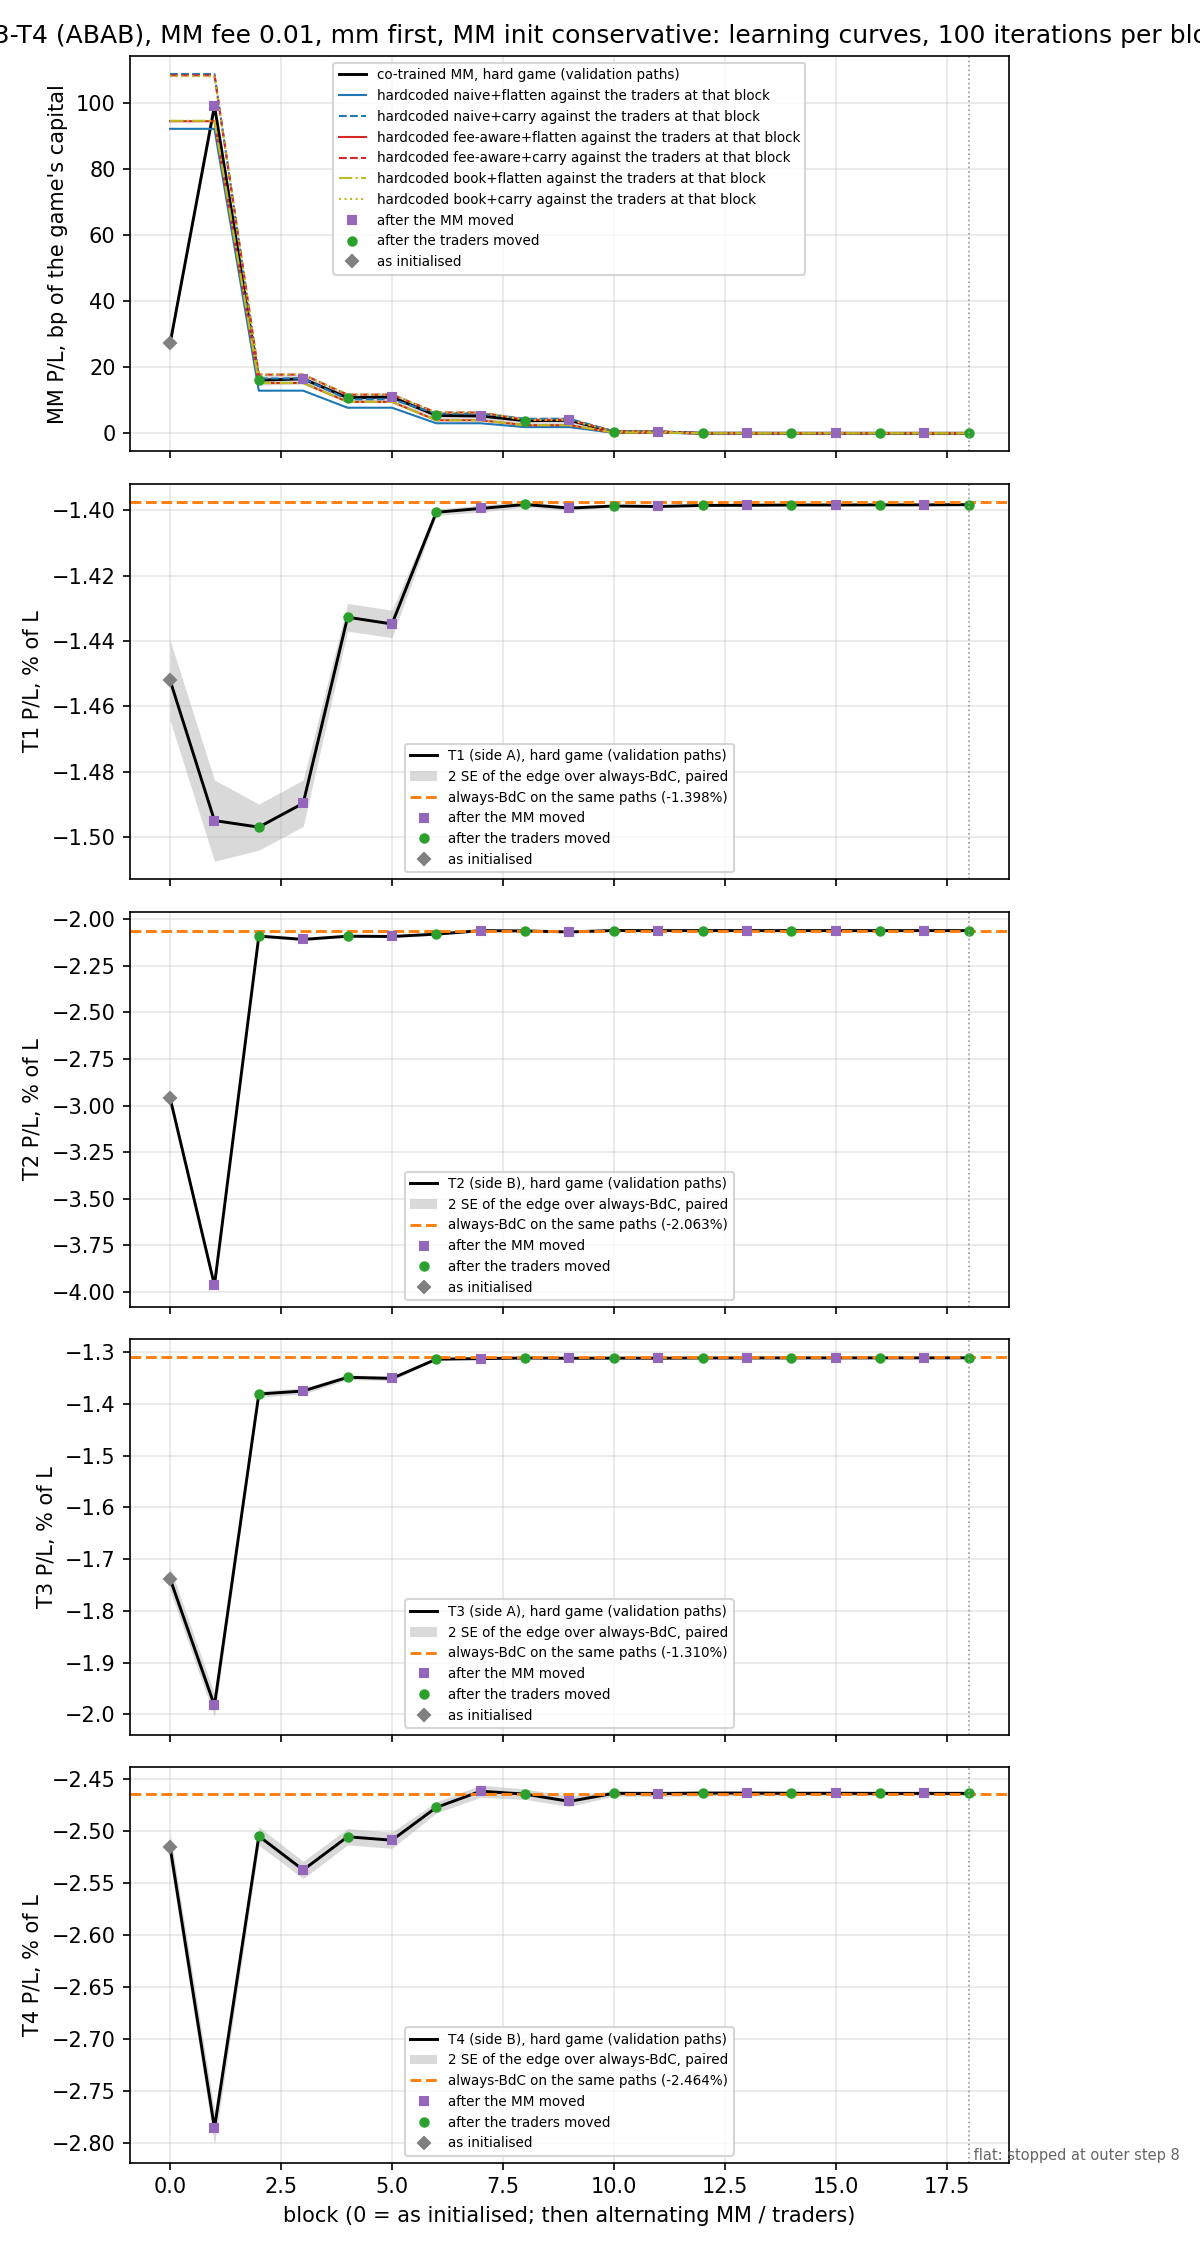 3-T4 (ABAB), MM fee 0.01, mm first, MM init conservative: learning curves, 100 iterations per blo
MM P/L, bp of the game's capital
100
80
60
40
20
0
co-trained MM, hard game (validation paths)
hardcoded naive+flatten against the traders at that block
hardcoded naive+carry against the traders at that block
hardcoded fee-aware+flatten against the traders at that block
hardcoded fee-aware+carry against the traders at that block
hardcoded book+flatten against the traders at that block
hardcoded book+carry against the traders at that block
after the MM moved
after the traders moved
as initialised
T1 P/L, % of L
−1.40
−1.42
−1.44
−1.46
−1.48
−1.50
T1 (side A), hard game (validation paths)
2 SE of the edge over always-BdC, paired
always-BdC on the same paths (-1.398%)
after the MM moved
after the traders moved
as initialised
T2 P/L, % of L
−2.00
−2.25
−2.50
−2.75
−3.00
−3.25
−3.50
−3.75
−4.00
T2 (side B), hard game (validation paths)
2 SE of the edge over always-BdC, paired
always-BdC on the same paths (-2.063%)
after the MM moved
after the traders moved
as initialised
T3 P/L, % of L
−1.3
−1.4
−1.5
−1.6
−1.7
−1.8
−1.9
−2.0
T3 (side A), hard game (validation paths)
2 SE of the edge over always-BdC, paired
always-BdC on the same paths (-1.310%)
after the MM moved
after the traders moved
as initialised
T4 P/L, % of L
−2.45
−2.50
−2.55
−2.60
−2.65
−2.70
−2.75
−2.80
T4 (side B), hard game (validation paths)
2 SE of the edge over always-BdC, paired
always-BdC on the same paths (-2.464%)
after the MM moved
after the traders moved
as initialised
flat: stopped at outer step 8
0.0 2.5 5.0 7.5 10.0 12.5 15.0 17.5
block (0 = as initialised; then alternating MM / traders)